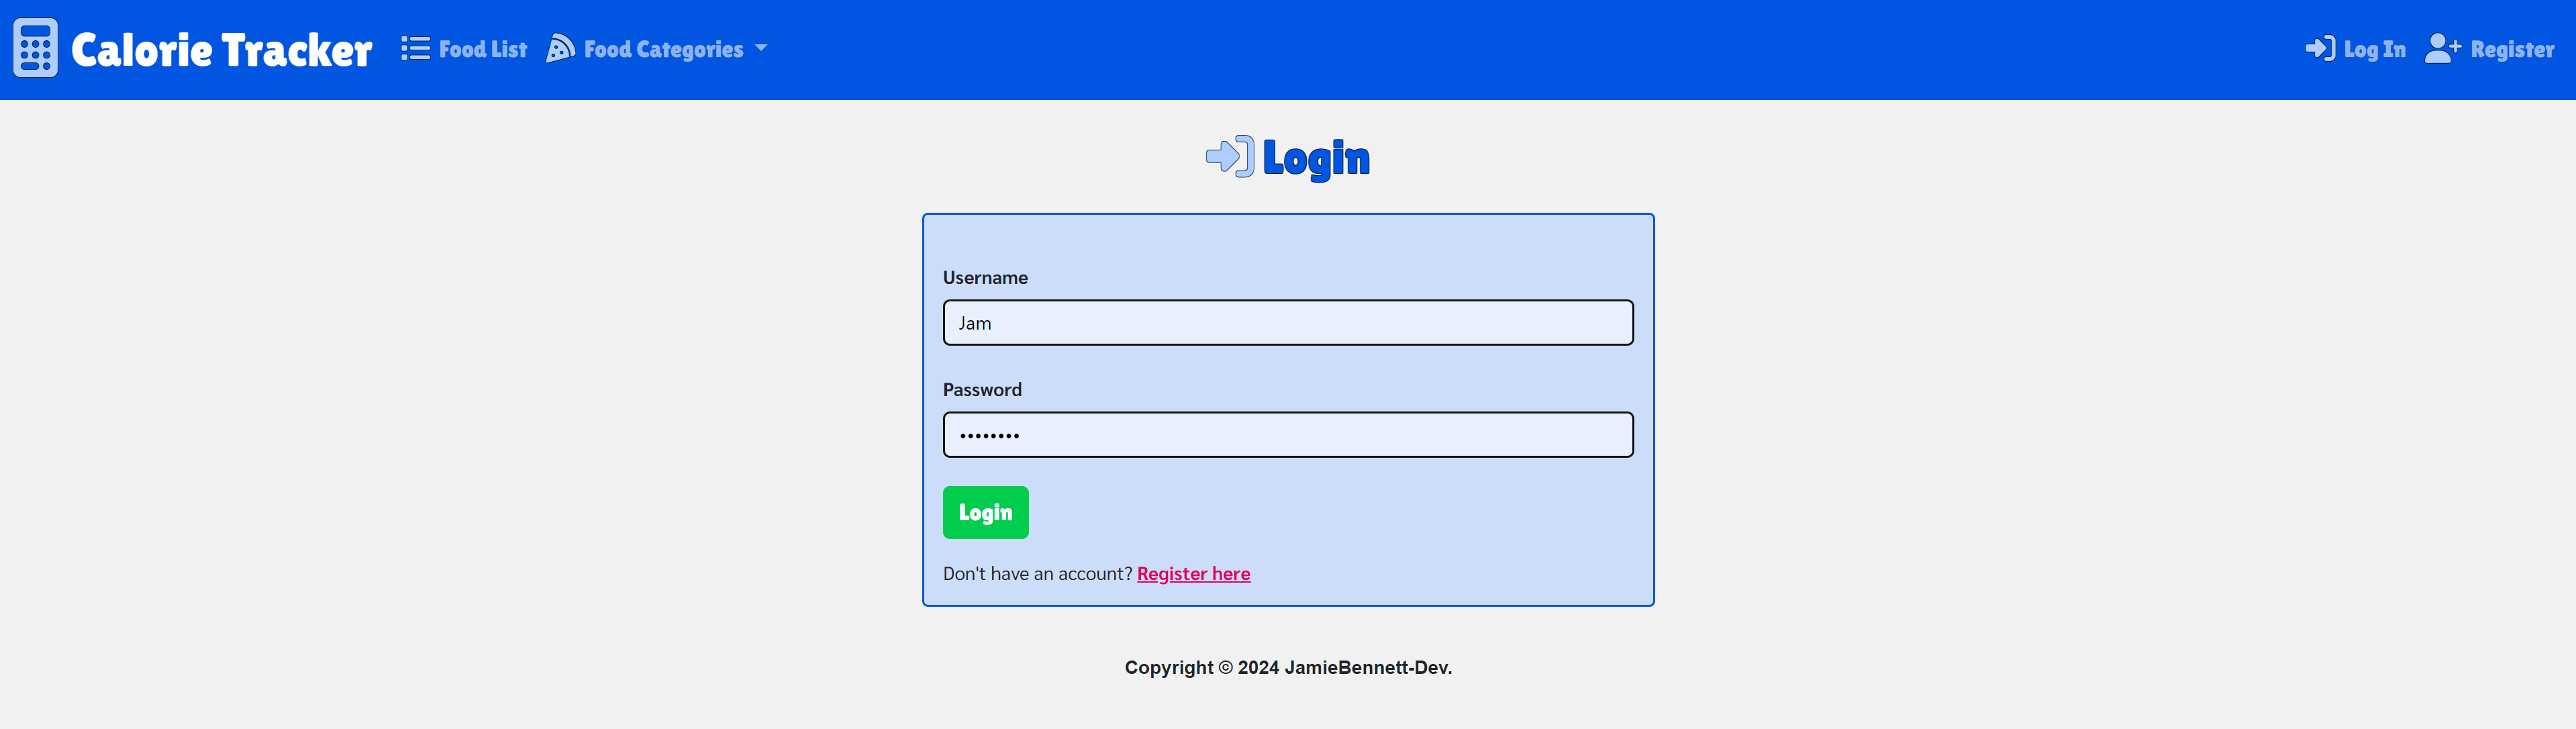 Calorie Tracker Food List Food Categories Log In Register
Login
Username
Jam
Password
••••••••
Login
Don't have an account? Register here
Copyright © 2024 JamieBennett-Dev.